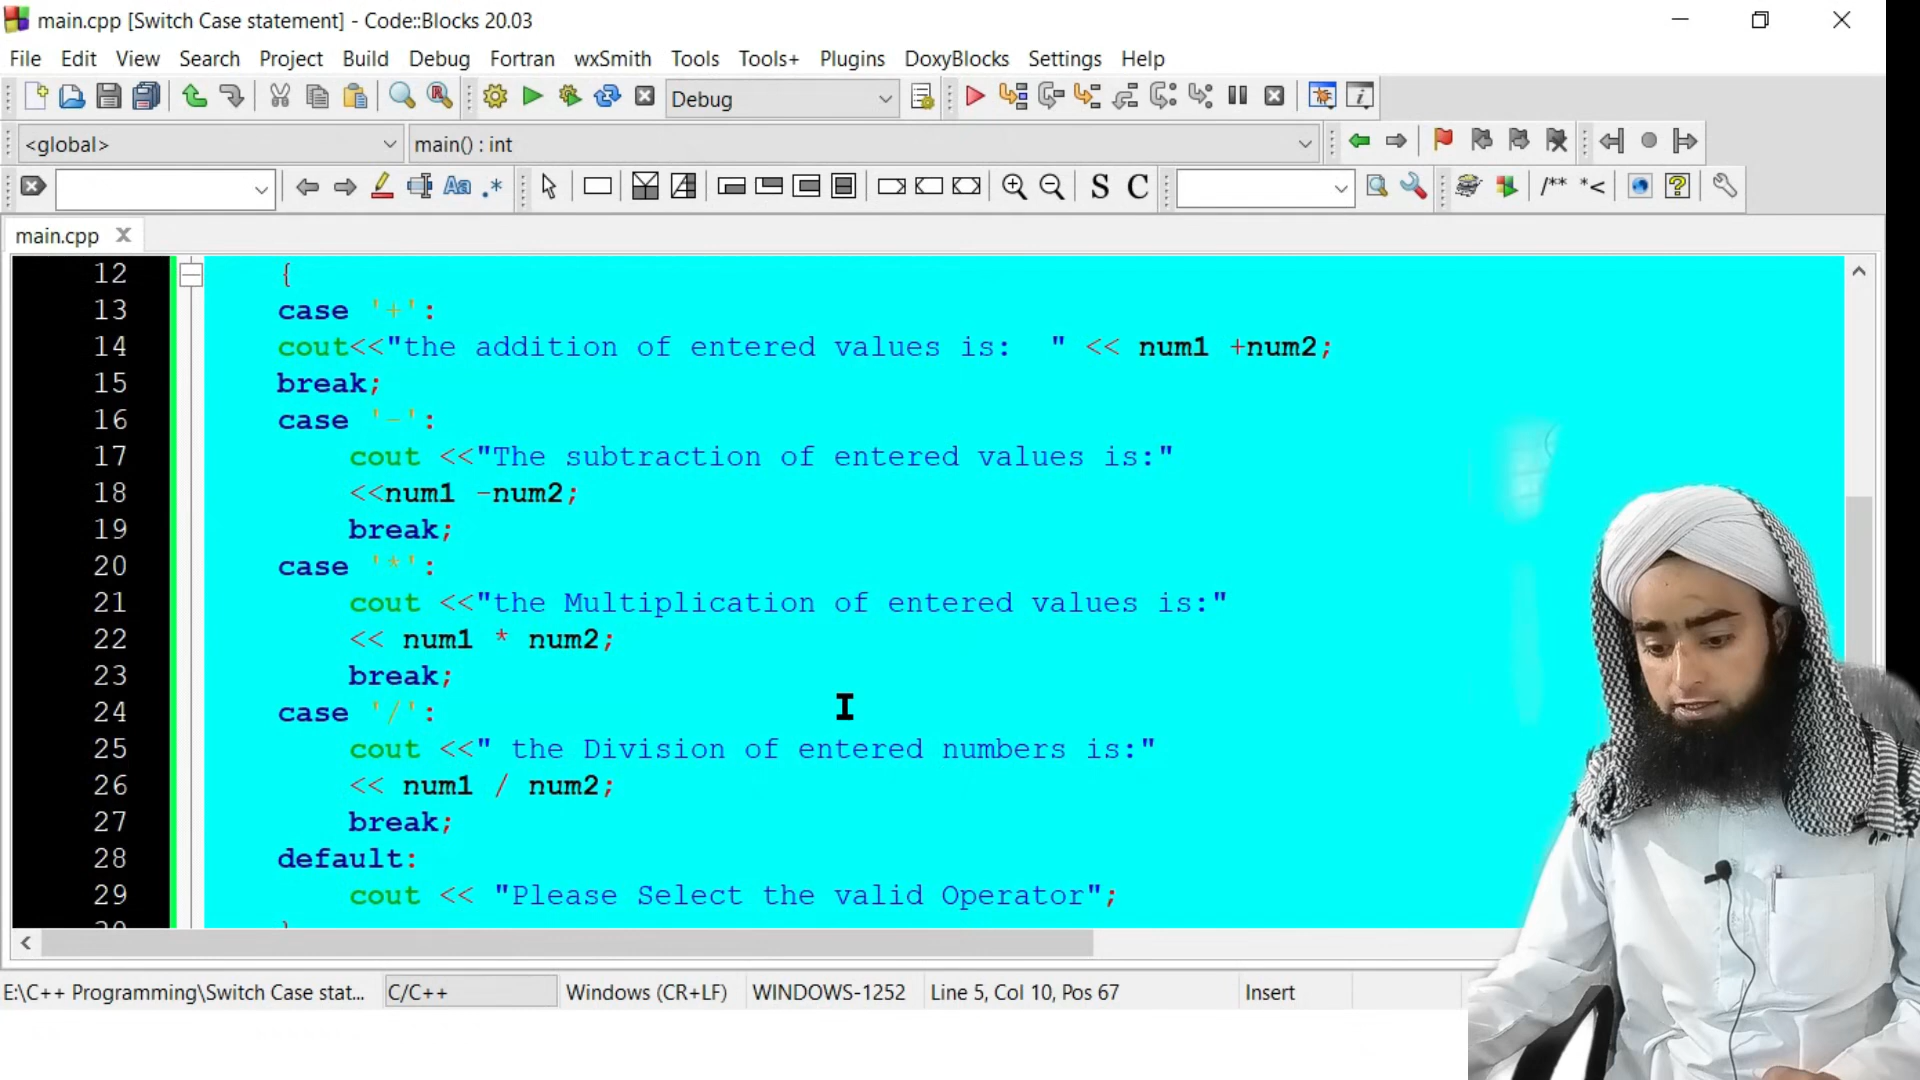 main.cpp [Switch Case statement] - Code::Blocks 20.03
File Edit View Search Project Build Debug Fortran wxSmith Tools Tools+ Plugins DoxyBlocks Settings Help
Debug
<global> main() : int
Aa .* S C /** *<
main.cpp
12 {
13 case '+':
14 cout<<"the addition of entered values is:  " << num1 +num2;
15 break;
16 case '-':
17 cout <<"The subtraction of entered values is:"
18 <<num1 -num2;
19 break;
20 case '*':
21 cout <<"the Multiplication of entered values is:"
22 << num1 * num2;
23 break;
24 case '/':
25 cout <<" the Division of entered numbers is:"
26 << num1 / num2;
27 break;
28 default:
29 cout << "Please Select the valid Operator";
E:\C++ Programming\Switch Case stat... C/C++ Windows (CR+LF) WINDOWS-1252 Line 5, Col 10, Pos 67 Insert